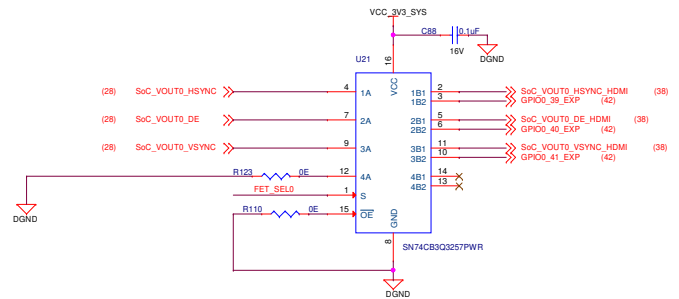 VCC_3V3_SYS
C88 0.1uF
16V
DGND
U21
16
VCC
(28) SoC_VOUT0_HSYNC 4 1A 1B1 2 SoC_VOUT0_HSYNC_HDMI (38)
1B2 3 GPIO0_39_EXP (42)
(28) SoC_VOUT0_DE 7 2A 2B1 5 SoC_VOUT0_DE_HDMI (38)
2B2 6 GPIO0_40_EXP (42)
(28) SoC_VOUT0_VSYNC 9 3A 3B1 11 SoC_VOUT0_VSYNC_HDMI (38)
3B2 10 GPIO0_41_EXP (42)
R123 0E 12 4A 4B1 14
4B2 13
FET_SEL0 1 S
DGND
R110 0E 15 OE
GND
8
SN74CB3Q3257PWR
DGND